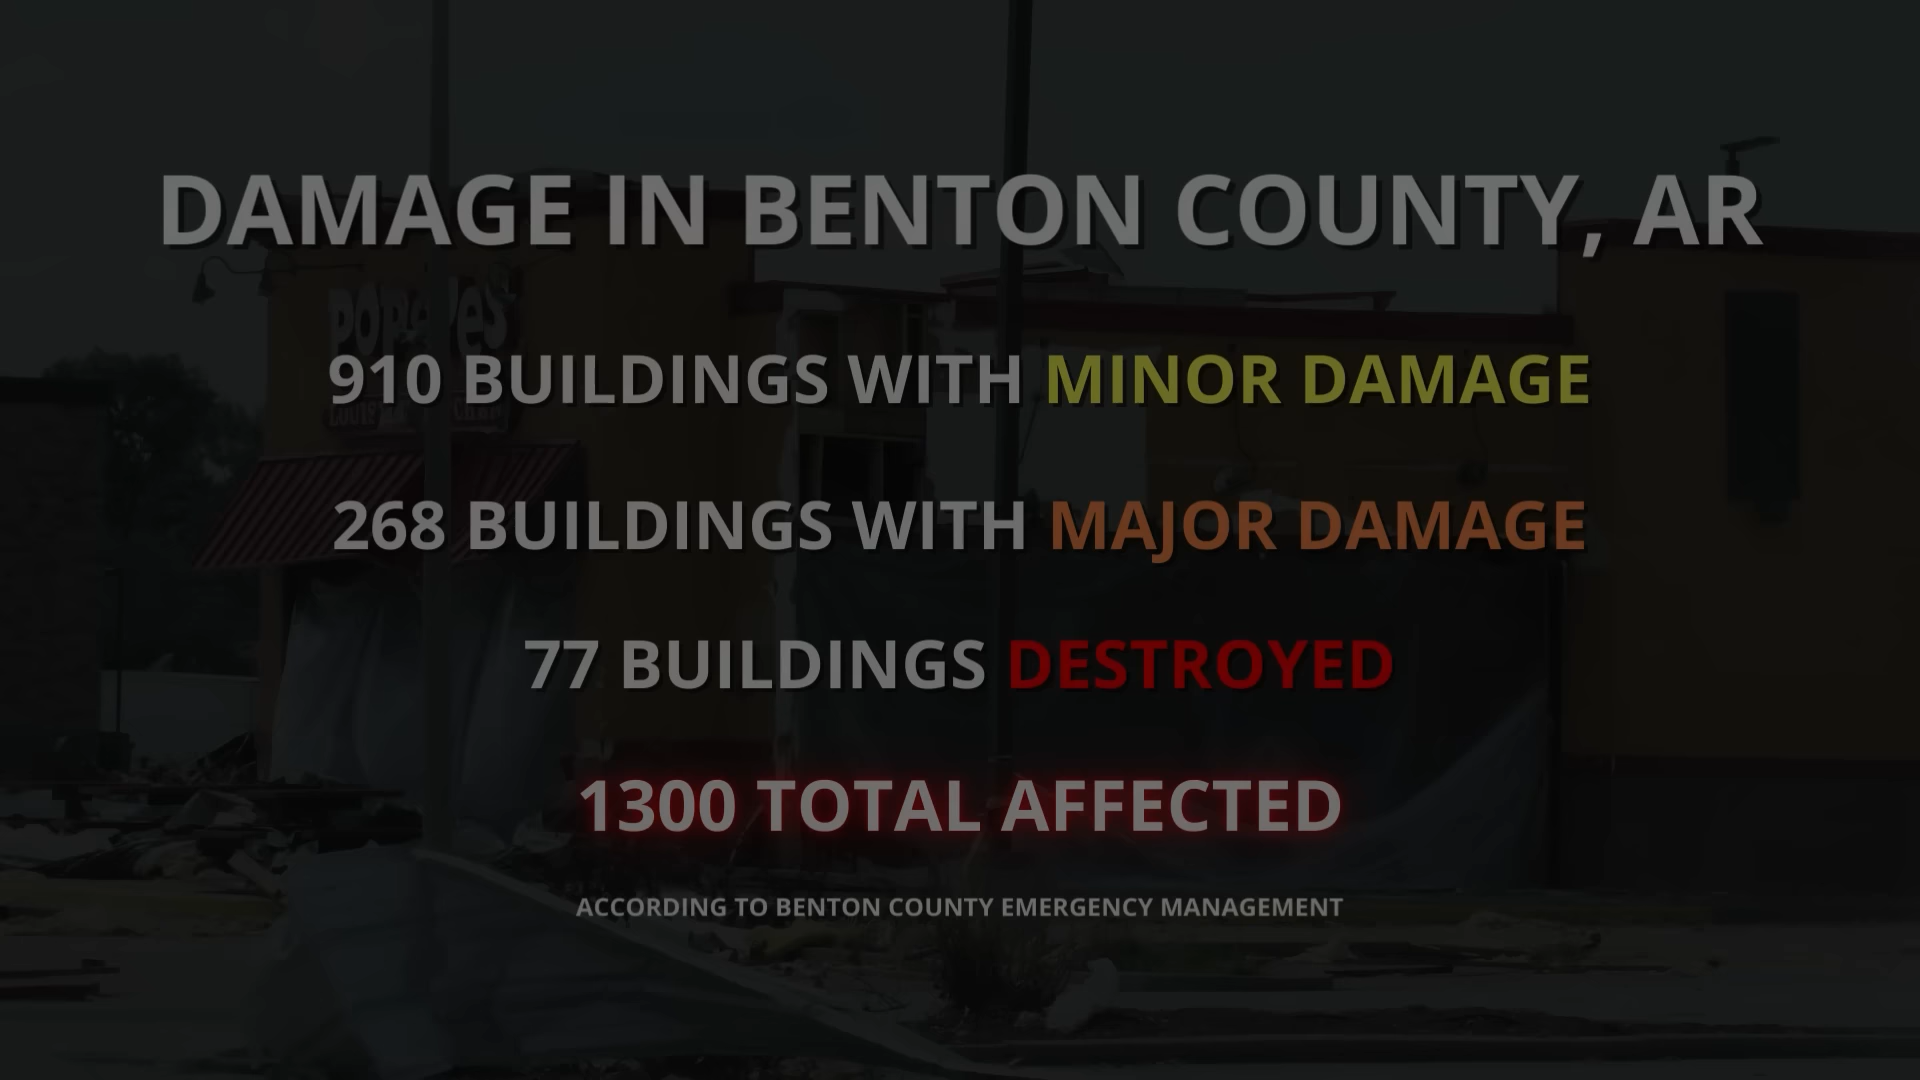 DAMAGE IN BENTON COUNTY, AR
POPEYES
910 BUILDINGS WITH MINOR DAMAGE
268 BUILDINGS WITH MAJOR DAMAGE
77 BUILDINGS DESTROYED
1300 TOTAL AFFECTED
ACCORDING TO BENTON COUNTY EMERGENCY MANAGEMENT